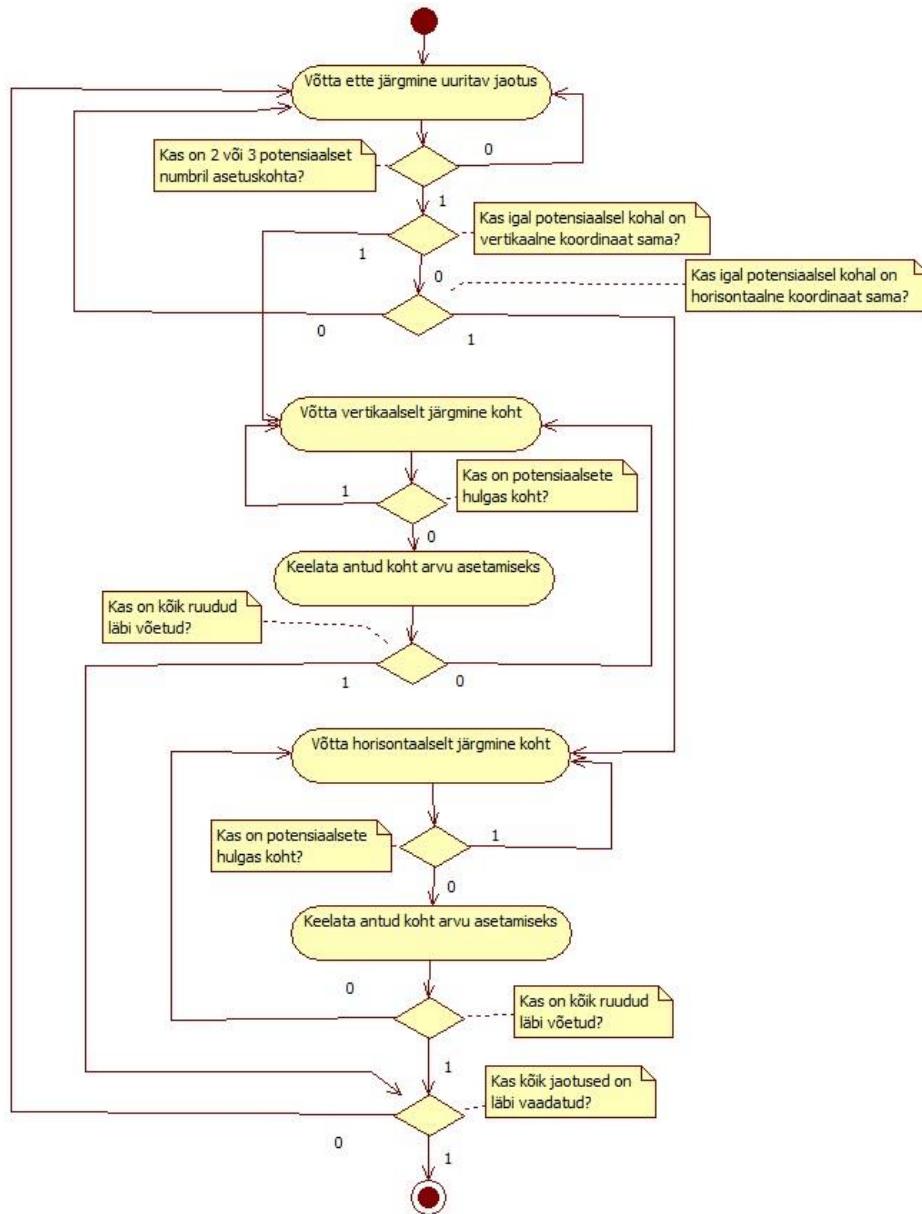 Võtta ette järgmine uuritav jaotus
Kas on 2 või 3 potensiaalset
numbril asetuskohta?
0
1
Kas igal potensiaalsel kohal on
vertikaalne koordinaat sama?
1
0
Kas igal potensiaalsel kohal on
horisontaalne koordinaat sama?
0
1
Võtta vertikaalselt järgmine koht
Kas on potensiaalsete
hulgas koht?
1
0
Keelata antud koht arvu asetamiseks
Kas on kõik ruudud
läbi võetud?
1
0
Võtta horisontaalselt järgmine koht
Kas on potensiaalsete
hulgas koht?
1
0
Keelata antud koht arvu asetamiseks
0
Kas on kõik ruudud
läbi võetud?
1
Kas kõik jaotused on
läbi vaadatud?
0
1